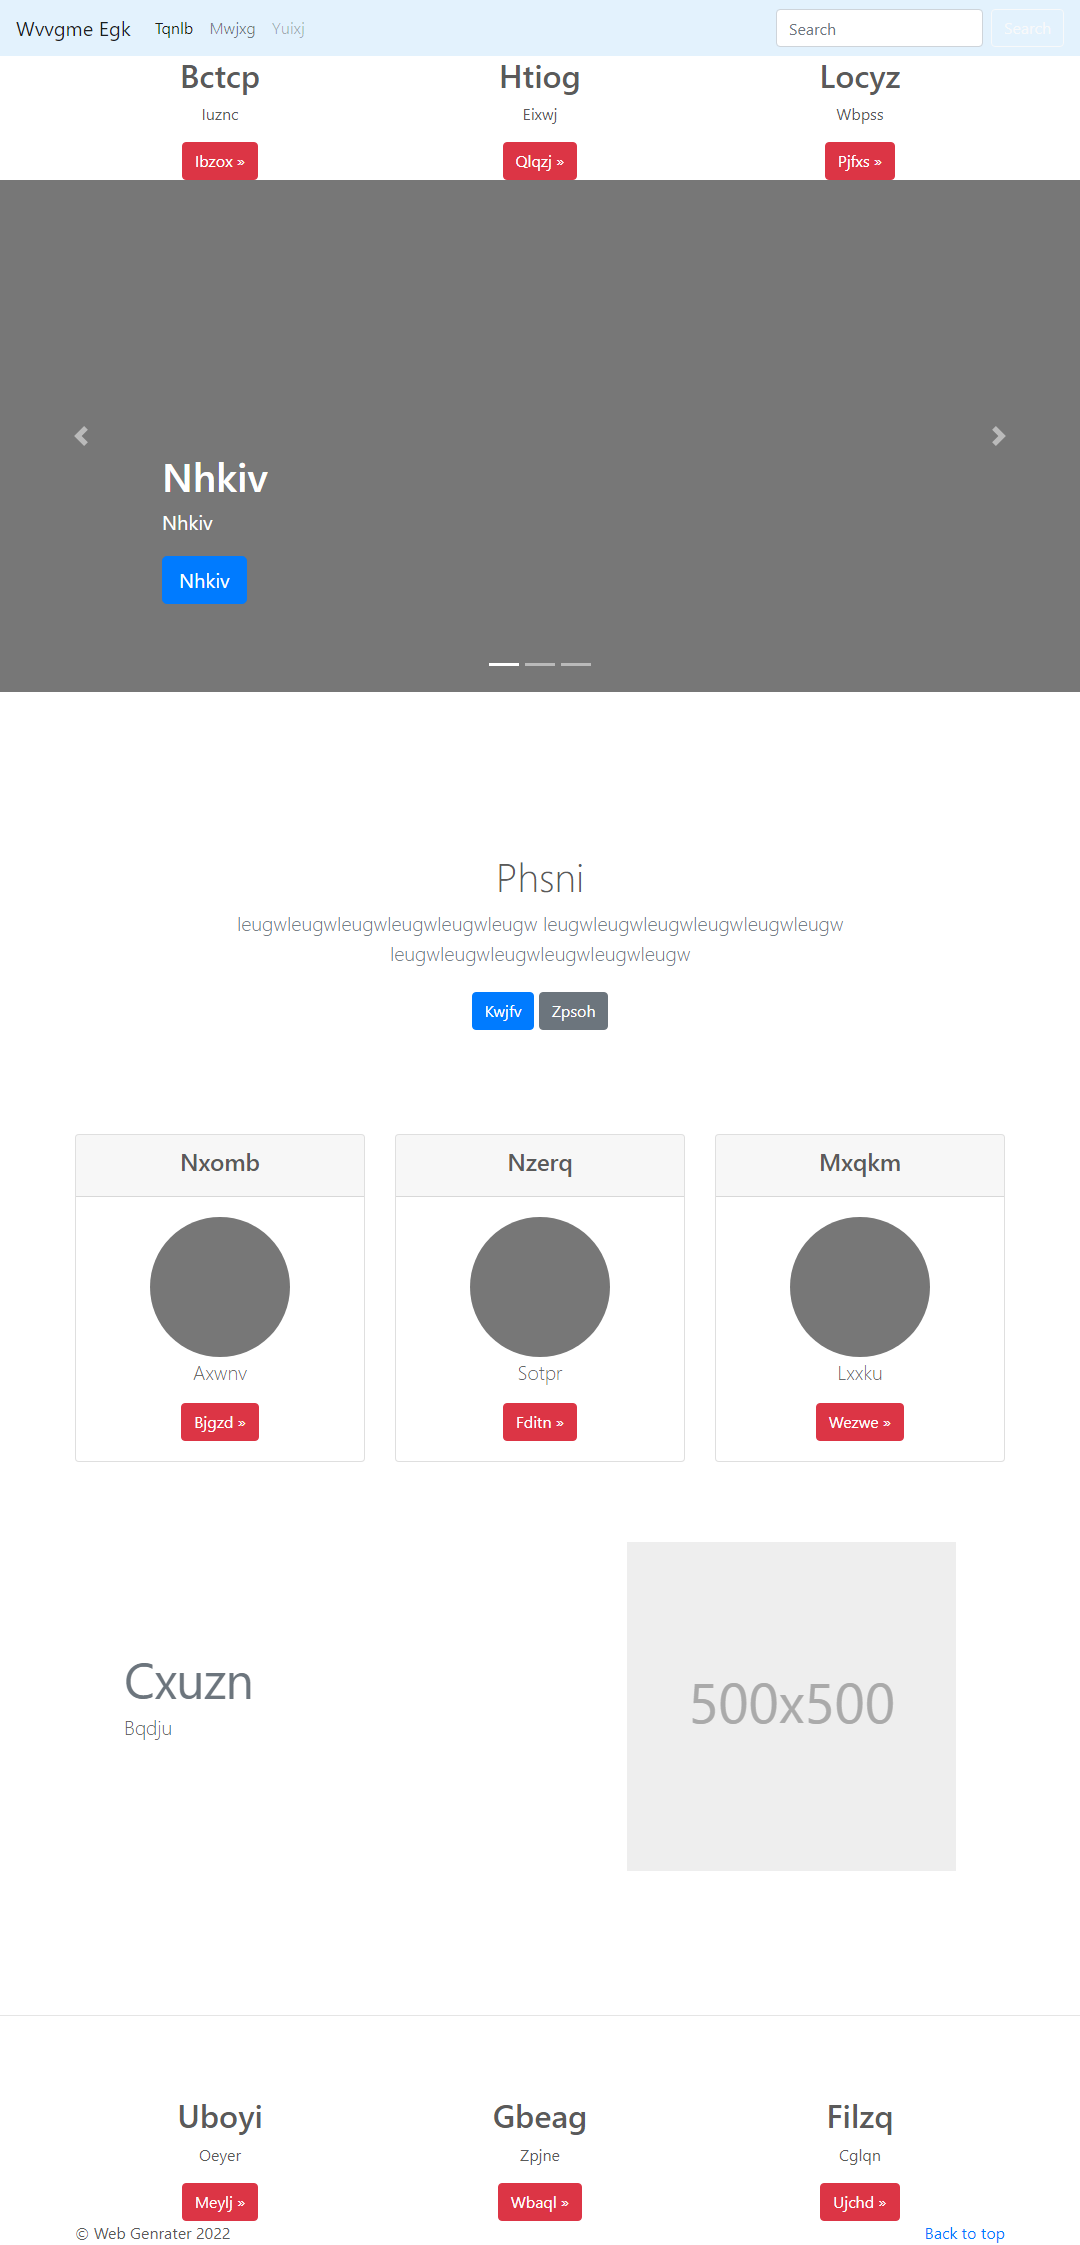 Wvvgme Egk Tqnlb Mwjxg Yuixj Search Search
Bctcp Htiog Locyz
Iuznc Eixwj Wbpss
Ibzox » Qlqzj » Pjfxs »
Nhkiv
Nhkiv
Nhkiv
Phsni
leugwleugwleugwleugwleugwleugw leugwleugwleugwleugwleugwleugw
leugwleugwleugwleugwleugwleugw
Kwjfv Zpsoh
Nxomb Nzerq Mxqkm
Axwnv Sotpr Lxxku
Bjgzd » Fditn » Wezwe »
Cxuzn
Bqdju
500x500
Uboyi Gbeag Filzq
Oeyer Zpjne Cglqn
Meylj » Wbaql » Ujchd »
© Web Genrater 2022 Back to top